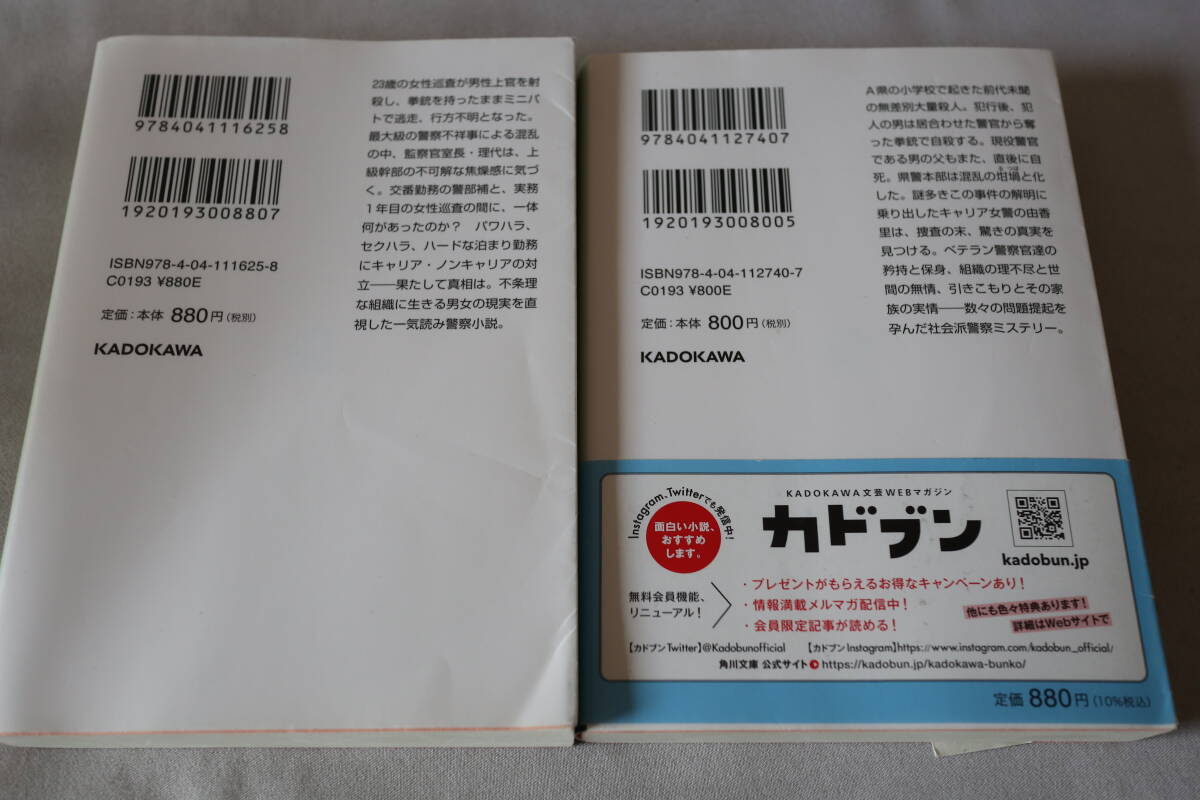 9784041116258
1920193008807
ISBN978-4-04-111625-8
C0193 ¥880E
定価：本体 880円（税別）
KADOKAWA
23歳の女性巡査が男性上官を射
殺し、拳銃を持ったままミニパ
トで逃走、行方不明となった。
最大級の警察不祥事による混乱
の中、監察官室長・理代は、上
級幹部の不可解な焦燥感に気づ
く。交番勤務の警部補と、実務
１年目の女性巡査の間に、一体
何があったのか？　パワハラ、
セクハラ、ハードな泊まり勤務
にキャリア・ノンキャリアの対
立――果たして真相は。不条理
な組織に生きる男女の現実を直
視した一気読み警察小説。
9784041127407
1920193008005
ISBN978-4-04-112740-7
C0193 ¥800E
定価：本体 800円（税別）
KADOKAWA
A県の小学校で起きた前代未聞
の無差別大量殺人。犯行後、犯
人の男は居合わせた警官から奪
った拳銃で自殺する。現役警官
である男の父もまた、直後に自
死。県警本部は混乱の坩堝と化
した。謎多きこの事件の解明に
乗り出したキャリア女警の由香
里は、捜査の末、驚きの真実を
見つける。ベテラン警察官達の
矜持と保身、組織の理不尽と世
間の無情、引きこもりとその家
族の実情――数々の問題提起を
孕んだ社会派警察ミステリー。
Instagram、Twitterでも発信中！
面白い小説、
おすすめ
します。
KADOKAWA文芸WEBマガジン
カドブン
kadobun.jp
無料会員機能、
リニューアル！
・プレゼントがもらえるお得なキャンペーンあり！
・情報満載メルマガ配信中！
・会員限定記事が読める！
他にも色々特典あります！
詳細はWebサイトで
【カドブンTwitter】@Kadobunofficial　【カドブンInstagram】https://www.instagram.com/kadobun_official/
角川文庫 公式サイト https://kadobun.jp/kadokawa-bunko/
定価 880円（10%税込）